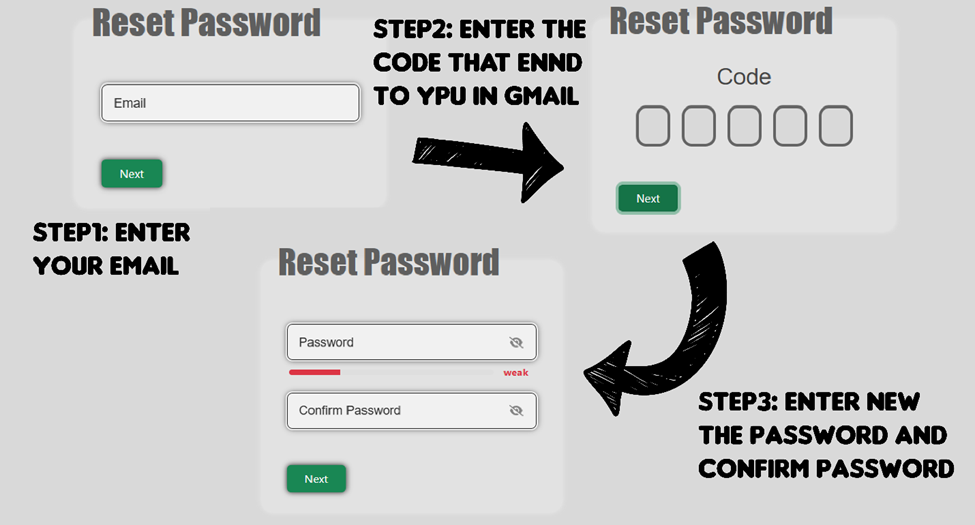 Reset Password
Email
Next
STEP1: ENTER
YOUR EMAIL
STEP2: ENTER THE
CODE THAT ENND
TO YPU IN GMAIL
Reset Password
Code
Next
STEP3: ENTER NEW
THE PASSWORD AND
CONFIRM PASSWORD
Reset Password
Password
weak
Confirm Password
Next